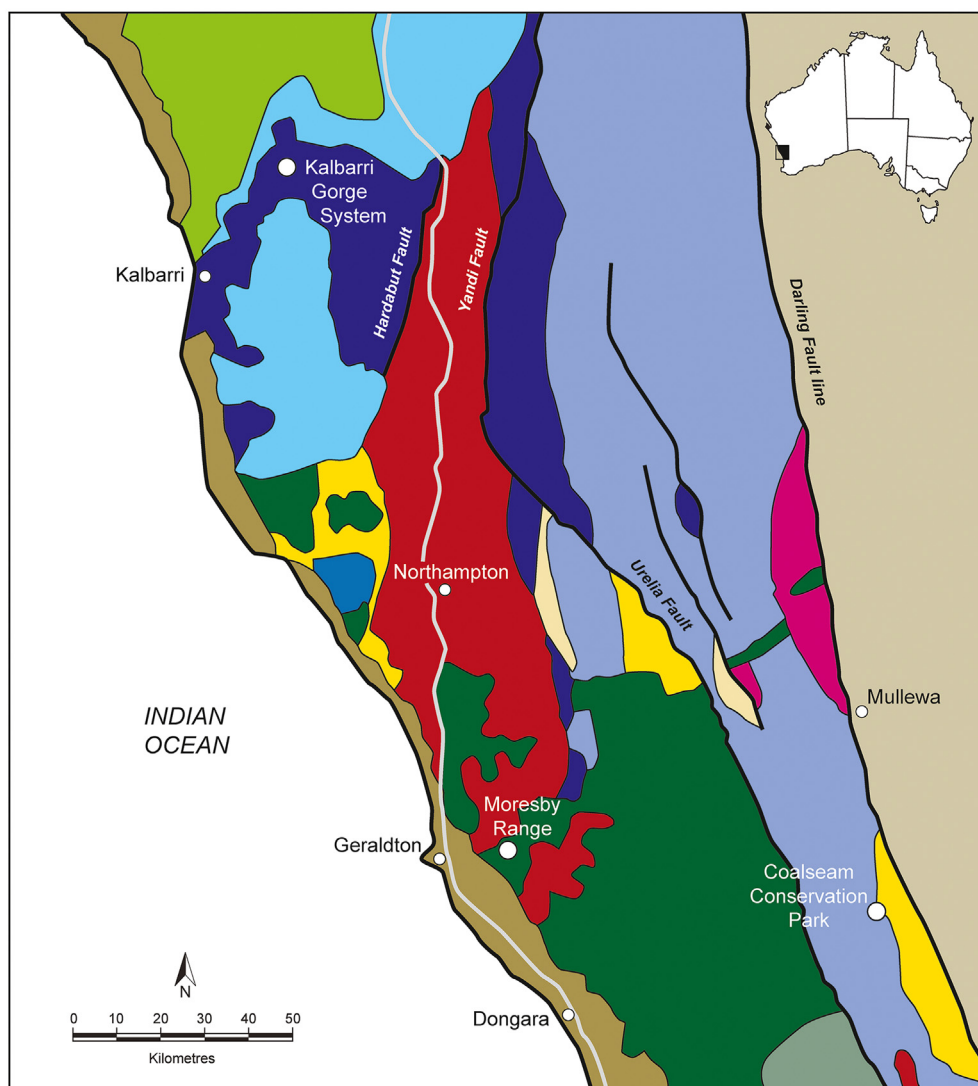 Kalbarri
Gorge
System
Kalbarri
Hardabut Fault
Yandi Fault
Darling Fault line
Northampton
Urelia Fault
Mullewa
INDIAN
OCEAN
Moresby
Range
Geraldton
Coalseam
Conservation
Park
N
Dongara
0 10 20 30 40 50
Kilometres